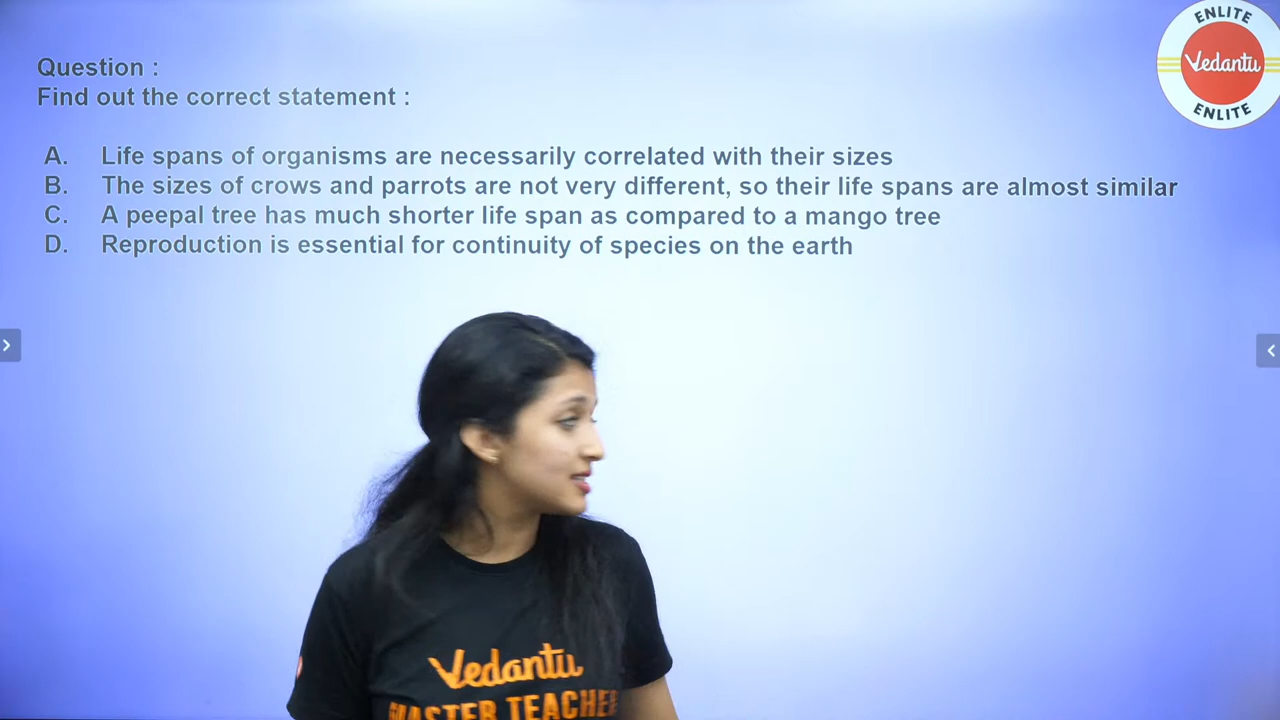 ENLITE
Vedantu
ENLITE
Question :
Find out the correct statement :
A. Life spans of organisms are necessarily correlated with their sizes
B. The sizes of crows and parrots are not very different, so their life spans are almost similar
C. A peepal tree has much shorter life span as compared to a mango tree
D. Reproduction is essential for continuity of species on the earth
Vedantu
MASTER TEACHER